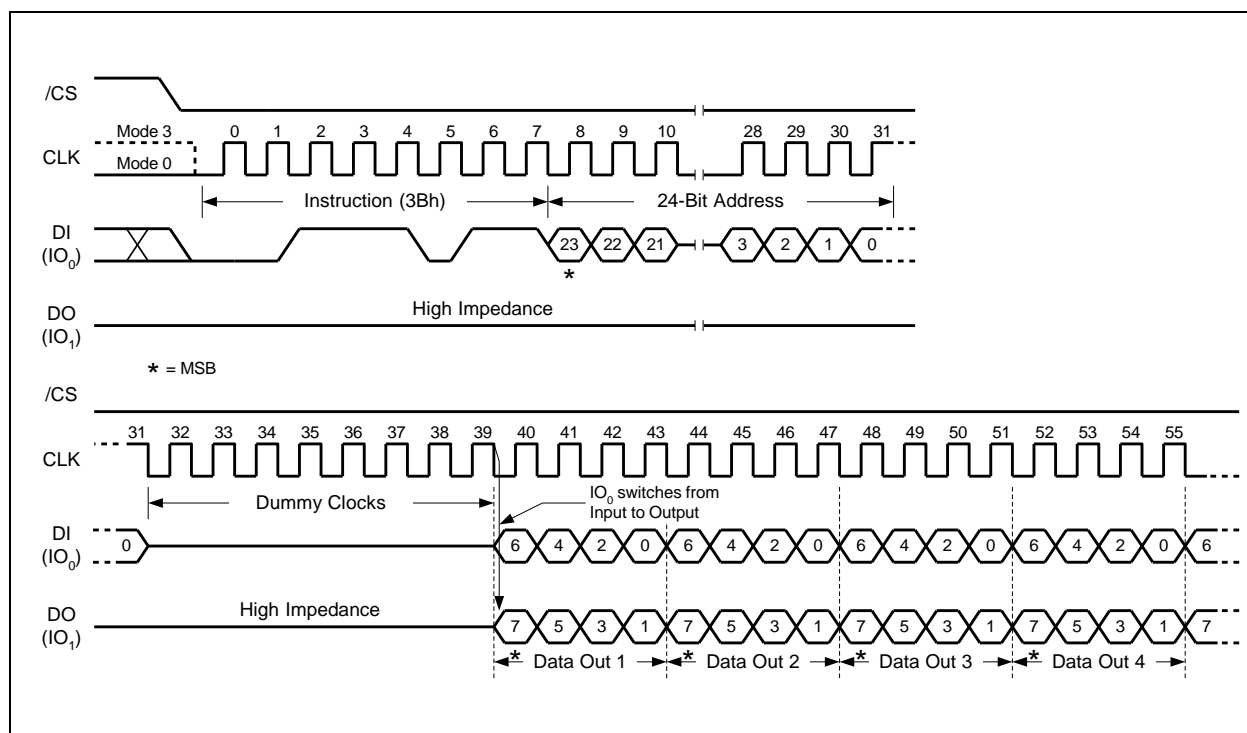 /CS
Mode 3
0 1 2 3 4 5 6 7 8 9 10 28 29 30 31
CLK
Mode 0
Instruction (3Bh)
24-Bit Address
DI
(IO0)
23 22 21 3 2 1 0
*
High Impedance
DO
(IO1)
* = MSB
/CS
31 32 33 34 35 36 37 38 39 40 41 42 43 44 45 46 47 48 49 50 51 52 53 54 55
CLK
Dummy Clocks
IO0 switches from
Input to Output
DI
(IO0)
0 6 4 2 0 6 4 2 0 6 4 2 0 6 4 2 0 6
High Impedance
DO
(IO1)
7 5 3 1 7 5 3 1 7 5 3 1 7 5 3 1 7
* Data Out 1 * Data Out 2 * Data Out 3 * Data Out 4